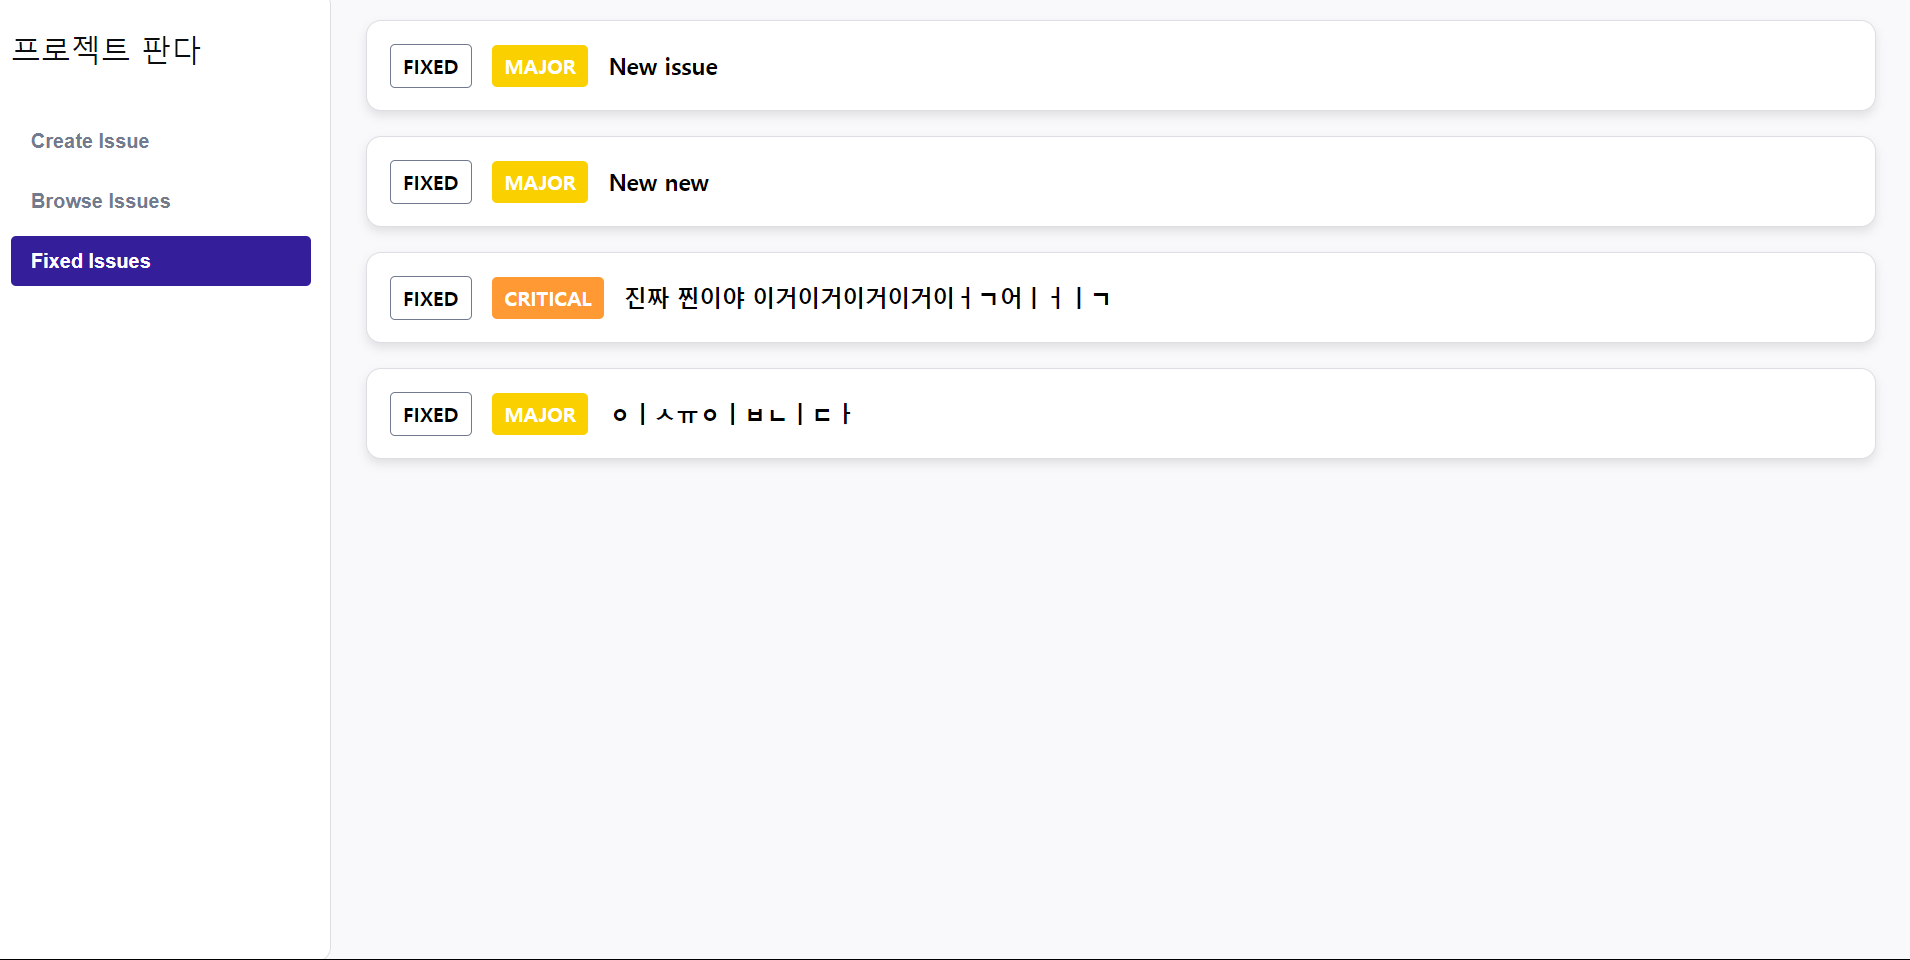 프로젝트 판다
Create Issue
Browse Issues
Fixed Issues
FIXED MAJOR New issue
FIXED MAJOR New new
FIXED CRITICAL 진짜 찐이야 이거이거이거이거이ㅓㄱ어ㅣㅓㅣㄱ
FIXED MAJOR ㅇㅣㅅㅠㅇㅣㅂㄴㅣㄷㅏ